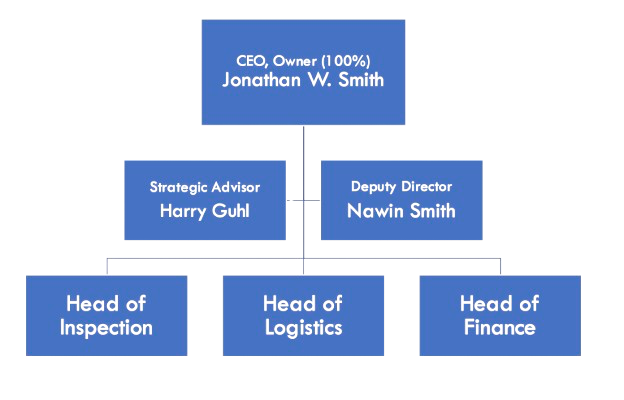 CEO, Owner (100%)
Jonathan W. Smith
Strategic Advisor
Harry Guhl
Deputy Director
Nawin Smith
Head of
Inspection
Head of
Logistics
Head of
Finance